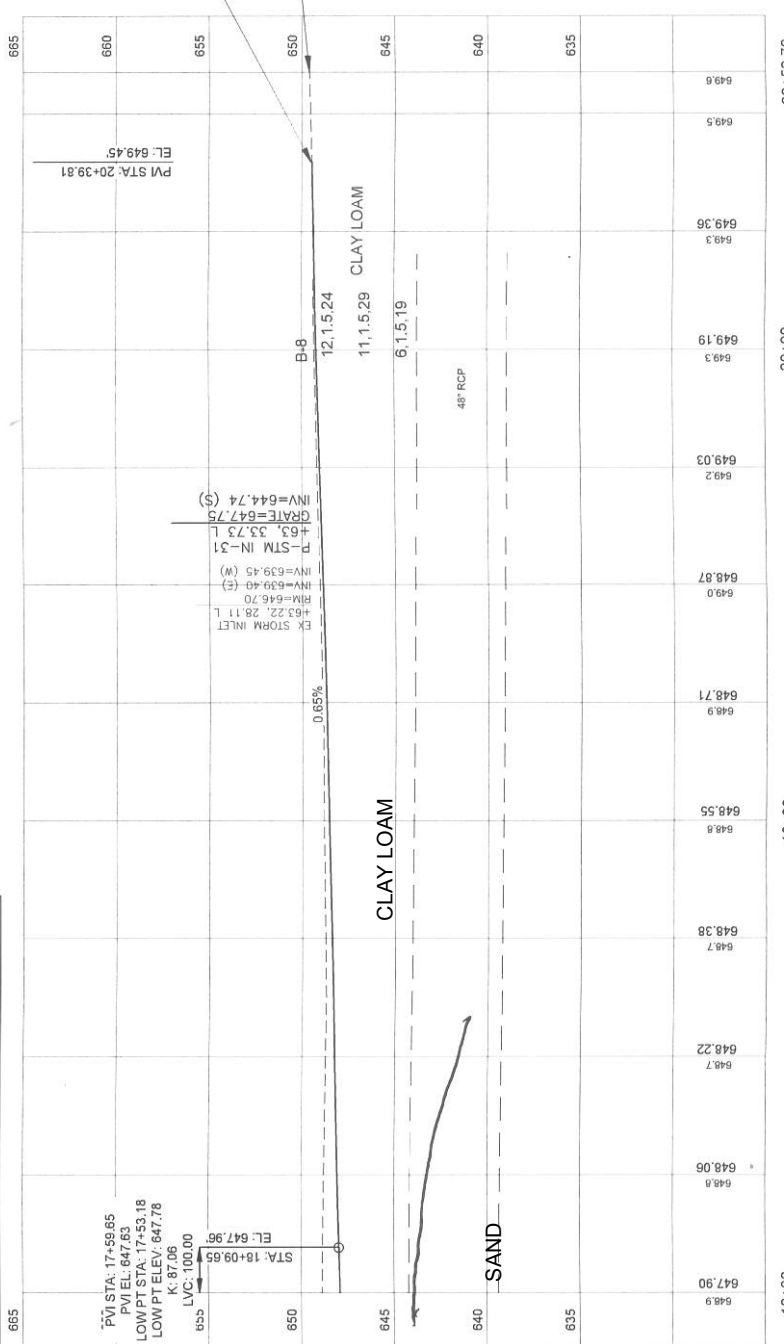 665
660
655
650
645
640
635
PVI STA: 20+39.81
EL: 649.45'
B-8
12,1.5,24
11,1.5,29
6,1.5,19
CLAY LOAM
48" RCP
EX STORM INLET
+63.22, 28.11 L
RIM=646.70
INV=639.40 (E)
INV=639.45 (W)
P-STM IN-31
+63, 33.73 L
GRATE=647.75
INV=644.74 (S)
0.65%
CLAY LOAM
PVI STA: 17+59.65
PVI EL: 647.63
LOW PT STA: 17+53.18
LOW PT ELEV: 647.78
K: 87.06
LVC: 100.00
STA: 18+09.65
EL: 647.96'
SAND
665
655
650
645
640
635
649.6
649.5
649.36
649.3
649.19
649.3
649.03
649.2
648.87
649.0
648.71
648.9
648.55
648.8
648.38
648.7
648.22
648.7
648.06
648.8
647.90
648.9